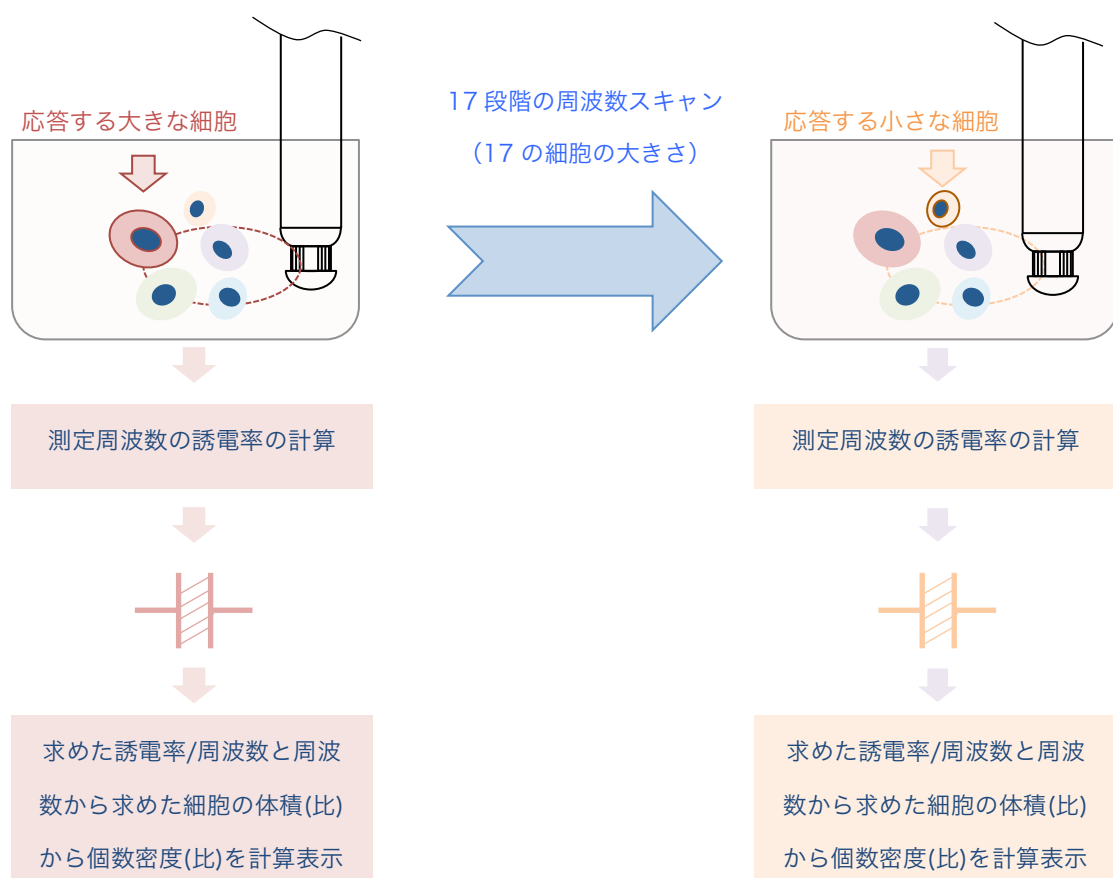 17 段階の周波数スキャン
（17 の細胞の大きさ）
応答する大きな細胞
応答する小さな細胞
測定周波数の誘電率の計算
測定周波数の誘電率の計算
求めた誘電率/周波数と周波
数から求めた細胞の体積(比)
から個数密度(比)を計算表示
求めた誘電率/周波数と周波
数から求めた細胞の体積(比)
から個数密度(比)を計算表示